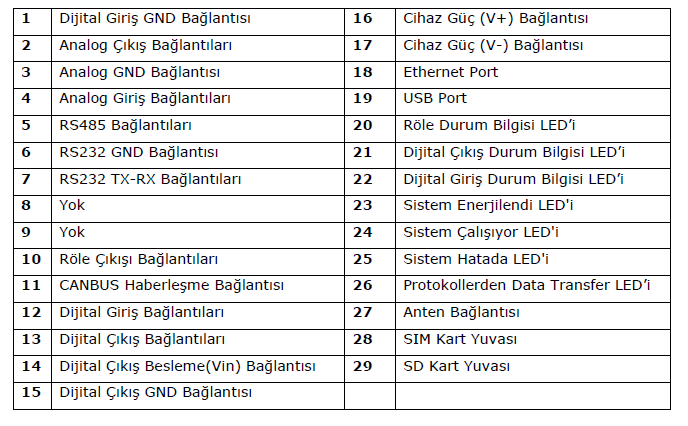 1 Dijital Giriş GND Bağlantısı 16 Cihaz Güç (V+) Bağlantısı
2 Analog Çıkış Bağlantıları 17 Cihaz Güç (V-) Bağlantısı
3 Analog GND Bağlantısı 18 Ethernet Port
4 Analog Giriş Bağlantıları 19 USB Port
5 RS485 Bağlantıları 20 Röle Durum Bilgisi LED’i
6 RS232 GND Bağlantısı 21 Dijital Çıkış Durum Bilgisi LED’i
7 RS232 TX-RX Bağlantıları 22 Dijital Giriş Durum Bilgisi LED’i
8 Yok 23 Sistem Enerjilendi LED'i
9 Yok 24 Sistem Çalışıyor LED'i
10 Röle Çıkışı Bağlantıları 25 Sistem Hatada LED'i
11 CANBUS Haberleşme Bağlantısı 26 Protokollerden Data Transfer LED’i
12 Dijital Giriş Bağlantıları 27 Anten Bağlantısı
13 Dijital Çıkış Bağlantıları 28 SIM Kart Yuvası
14 Dijital Çıkış Besleme(Vin) Bağlantısı 29 SD Kart Yuvası
15 Dijital Çıkış GND Bağlantısı